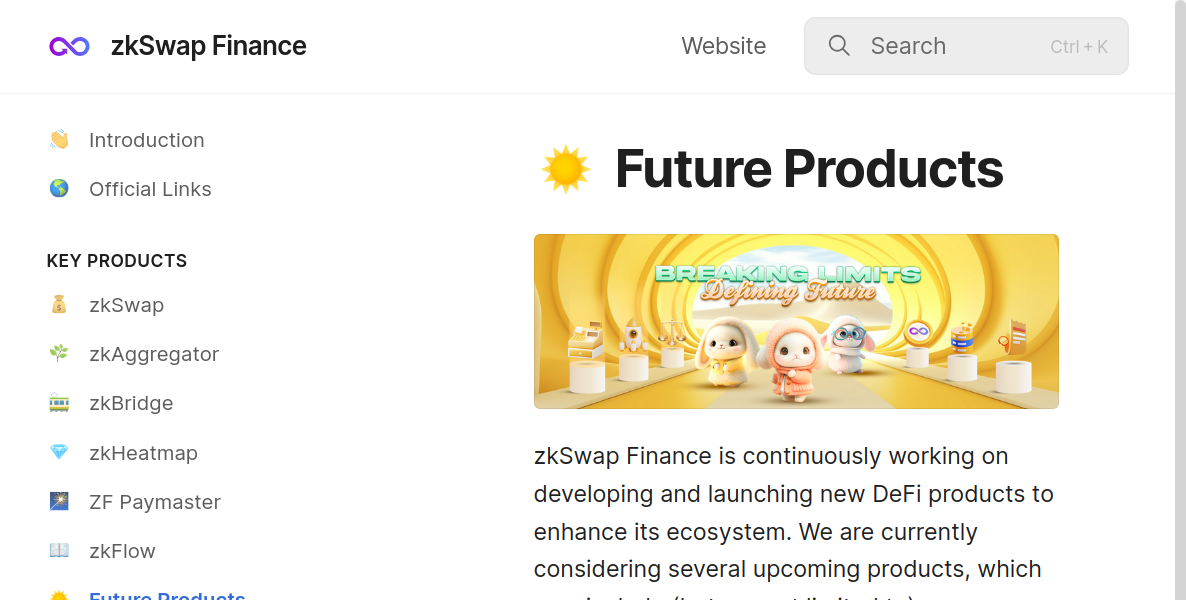 zkSwap Finance
Website
Search
Ctrl + K
Introduction
Official Links
KEY PRODUCTS
zkSwap
zkAggregator
zkBridge
zkHeatmap
ZF Paymaster
zkFlow
Future Products
Future Products
BREAKING LIMITS
Defining Future
zkSwap Finance is continuously working on
developing and launching new DeFi products to
enhance its ecosystem. We are currently
considering several upcoming products, which